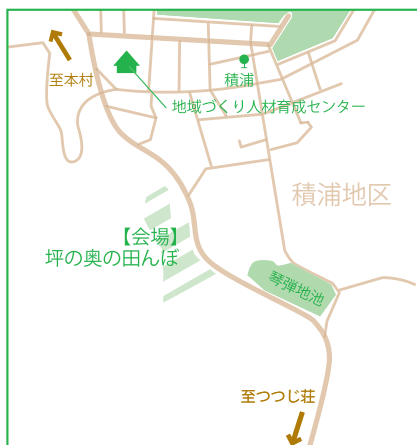 至本村
積浦
地域づくり人材育成センター
積浦地区
【会場】
坪の奥の田んぼ
琴弾地池
至つつじ荘